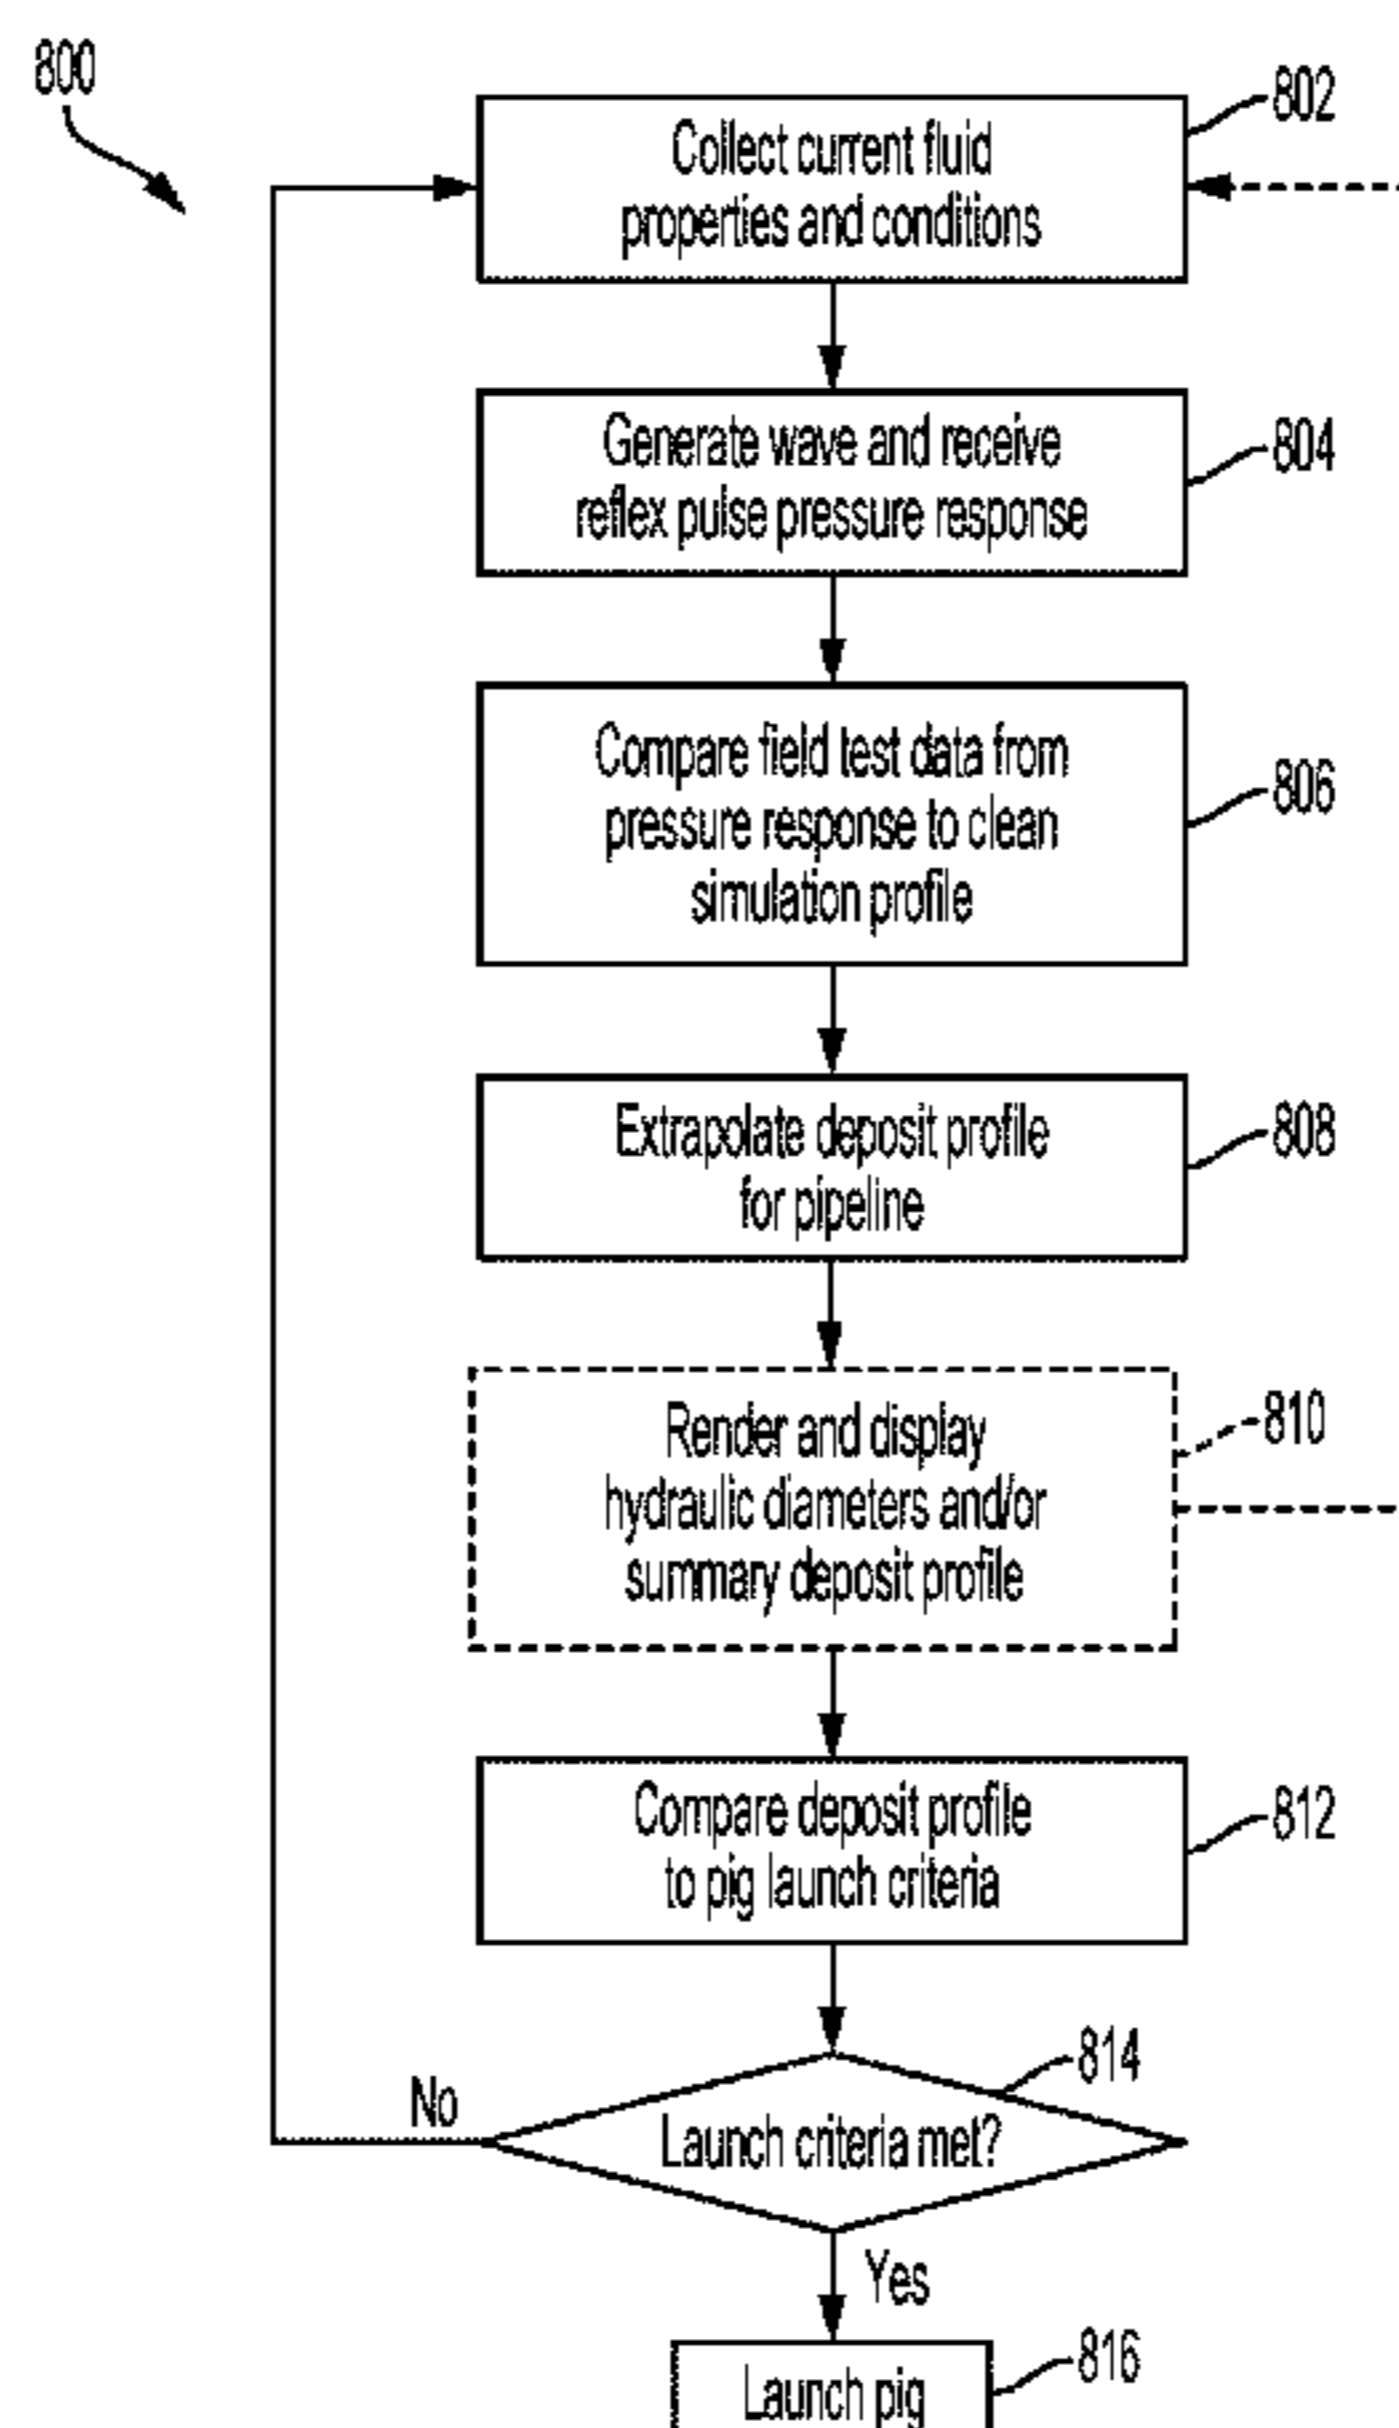 800
802
Collect current fluid
properties and conditions
804
Generate wave and receive
reflex pulse pressure response
806
Compare field test data from
pressure response to clean
simulation profile
808
Extrapolate deposit profile
for pipeline
810
Render and display
hydraulic diameters and/or
summary deposit profile
812
Compare deposit profile
to pig launch criteria
814
Launch criteria met?
No
Yes
816
Launch pig